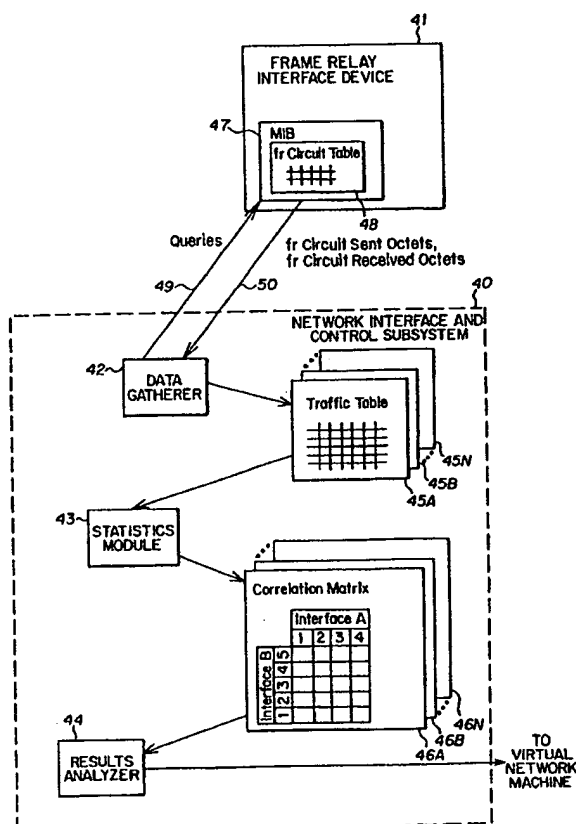 41
FRAME RELAY
INTERFACE DEVICE
47
MIB
fr Circuit Table
48
Queries
49
50
fr Circuit Sent Octets,
fr Circuit Received Octets
40
NETWORK INTERFACE AND
CONTROL SUBSYSTEM
42
DATA
GATHERER
Traffic Table
45N
45B
45A
43
STATISTICS
MODULE
Correlation Matrix
Interface A
1 2 3 4
Interface B
1 2 3 4 5
46N
46B
46A
44
RESULTS
ANALYZER
TO
VIRTUAL
NETWORK
MACHINE